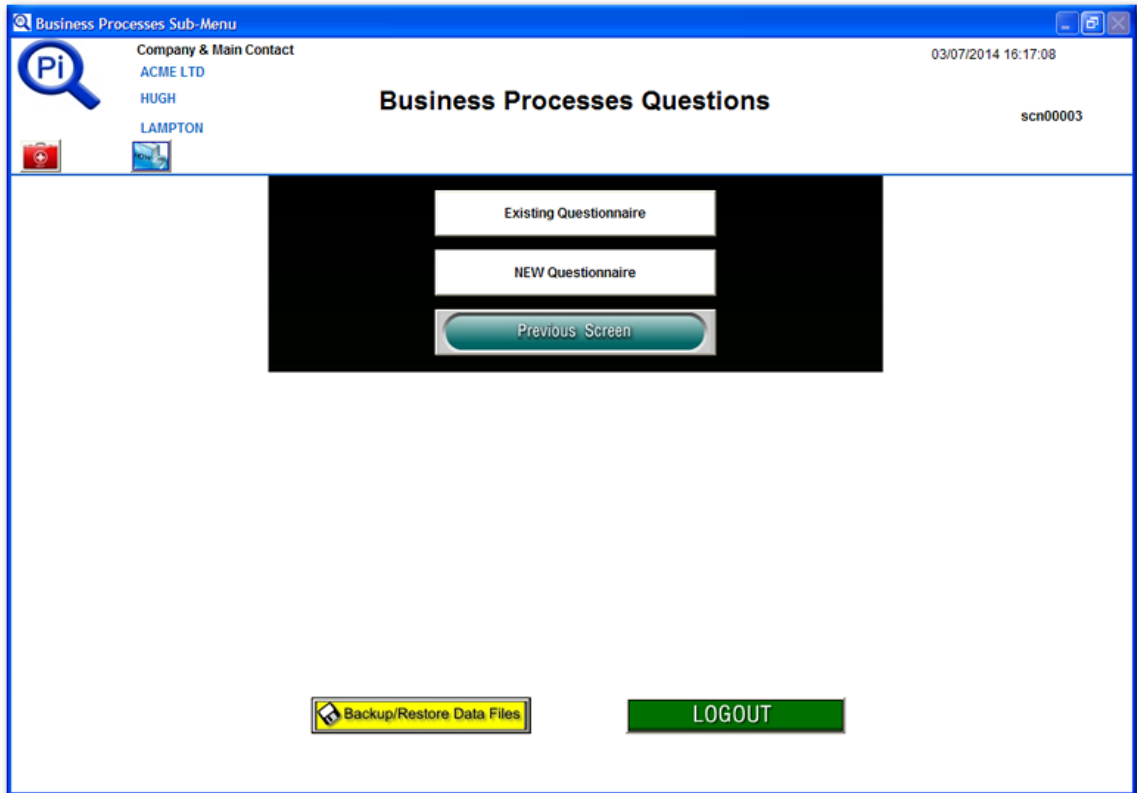 Business Processes Sub-Menu
Pi
Company & Main Contact
ACME LTD
HUGH
LAMPTON
Business Processes Questions
03/07/2014 16:17:08
scn00003
Existing Questionnaire
NEW Questionnaire
Previous Screen
Backup/Restore Data Files
LOGOUT